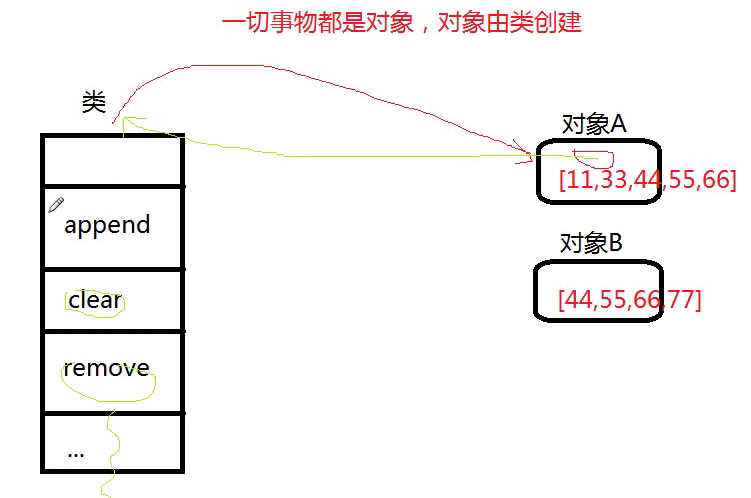 一切事物都是对象，对象由类创建
类
append
clear
remove
...
对象A
[11,33,44,55,66]
对象B
[44,55,66,77]